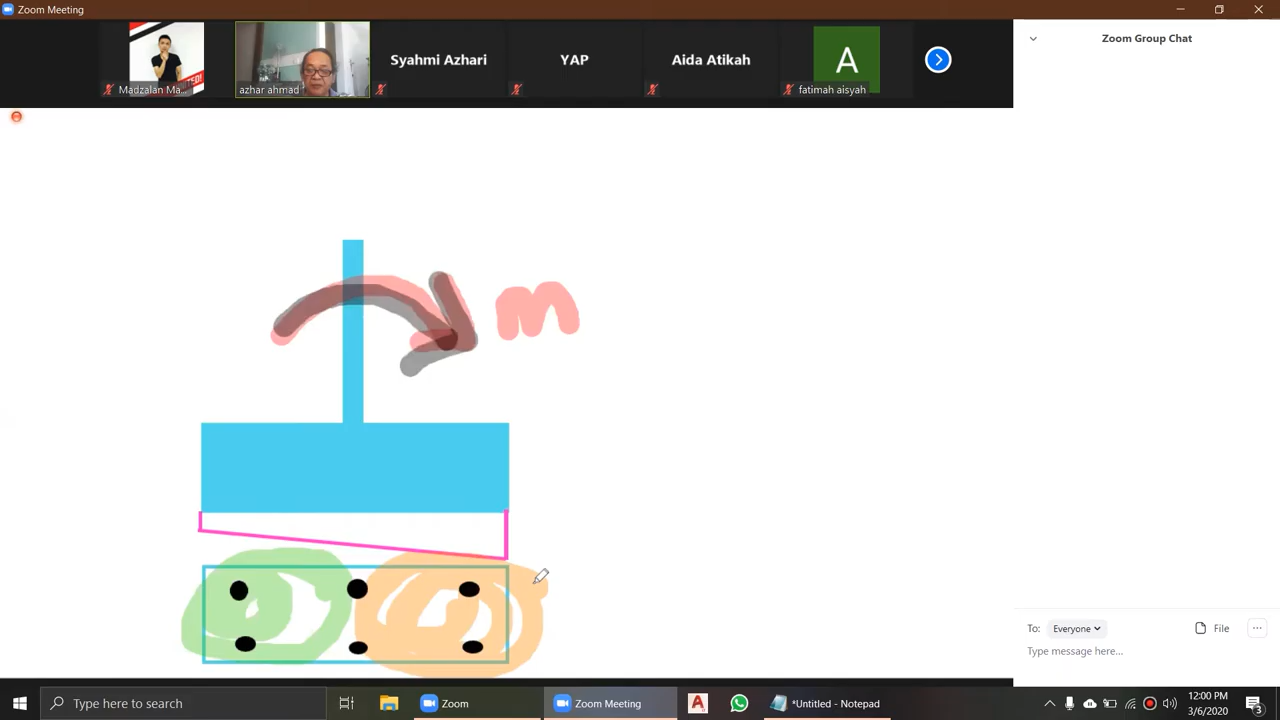 Zoom Meeting
Madzalan Ma...
azhar ahmad
Syahmi Azhari
YAP
Aida Atikah
A
fatimah aisyah
Zoom Group Chat
m
To: Everyone
File
Type message here...
Type here to search
Zoom
Zoom Meeting
*Untitled - Notepad
12:00 PM
3/6/2020
3